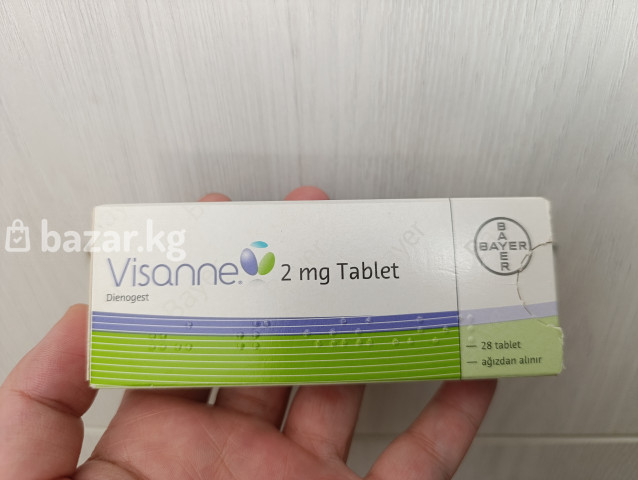 bazar.kg
Visanne® 2 mg Tablet
Dienogest
BAYER
BAYER
28 tablet
ağızdan alınır